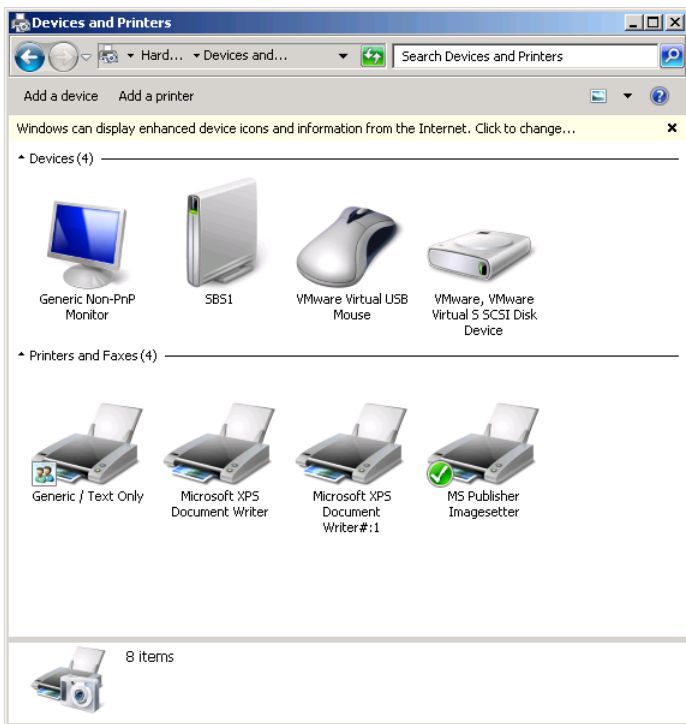 Devices and Printers
Hard... Devices and...
Search Devices and Printers
Add a device Add a printer
Windows can display enhanced device icons and information from the Internet. Click to change...
Devices (4)
Generic Non-PnP
Monitor
SBS1
VMware Virtual USB
Mouse
VMware, VMware
Virtual S SCSI Disk
Device
Printers and Faxes (4)
Generic / Text Only
Microsoft XPS
Document Writer
Microsoft XPS
Document
Writer#:1
MS Publisher
Imagesetter
8 items